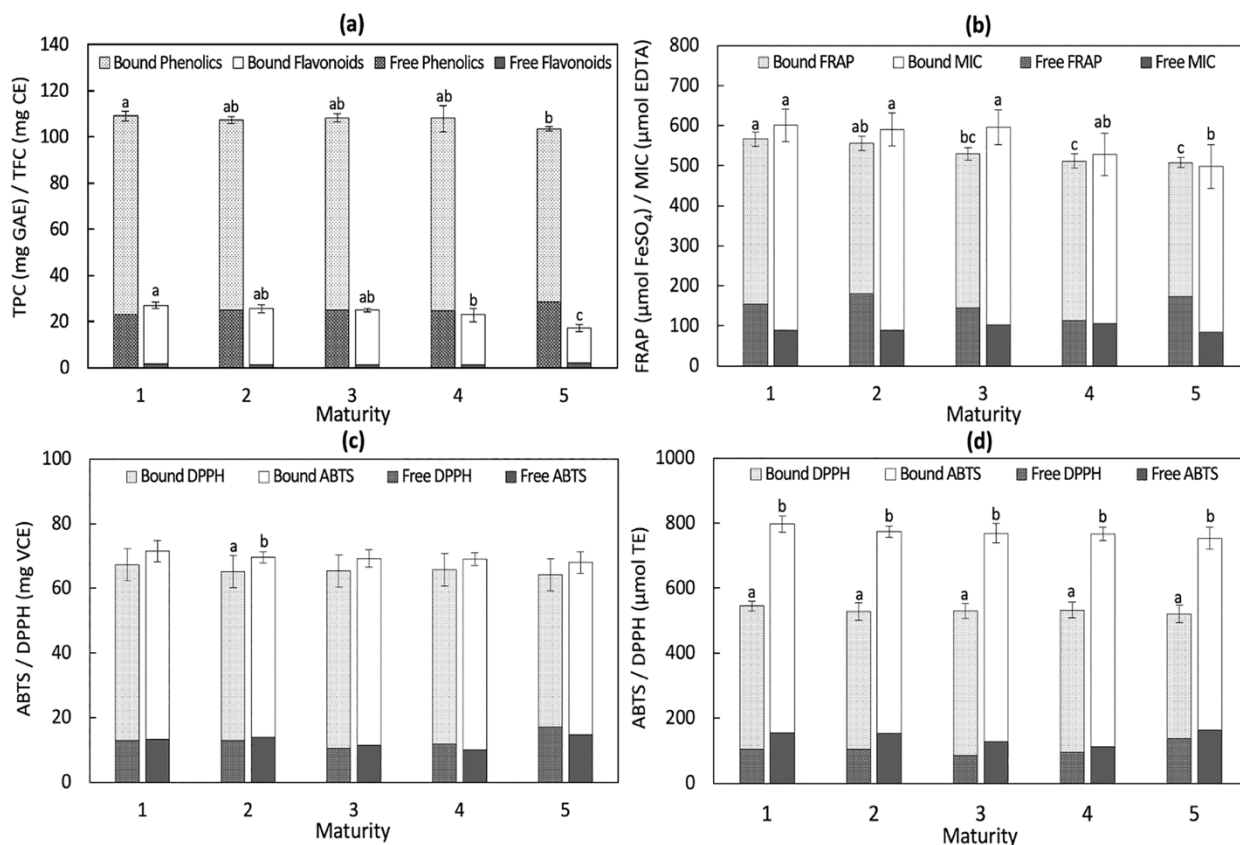 (a)
TPC (mg GAE) / TFC (mg CE)
140
120
100
80
60
40
20
0
Bound Phenolics Bound Flavonoids Free Phenolics Free Flavonoids
a ab ab ab b
a ab ab b c
1 2 3 4 5
Maturity
(b)
FRAP (µmol FeSO₄) / MIC (µmol EDTA)
800
700
600
500
400
300
200
100
0
Bound FRAP Bound MIC Free FRAP Free MIC
a a ab a bc a c ab c b
1 2 3 4 5
Maturity
(c)
ABTS / DPPH (mg VCE)
100
80
60
40
20
0
Bound DPPH Bound ABTS Free DPPH Free ABTS
a b
1 2 3 4 5
Maturity
(d)
ABTS / DPPH (µmol TE)
1000
800
600
400
200
0
Bound DPPH Bound ABTS Free DPPH Free ABTS
b b b b b
a a a a a
1 2 3 4 5
Maturity